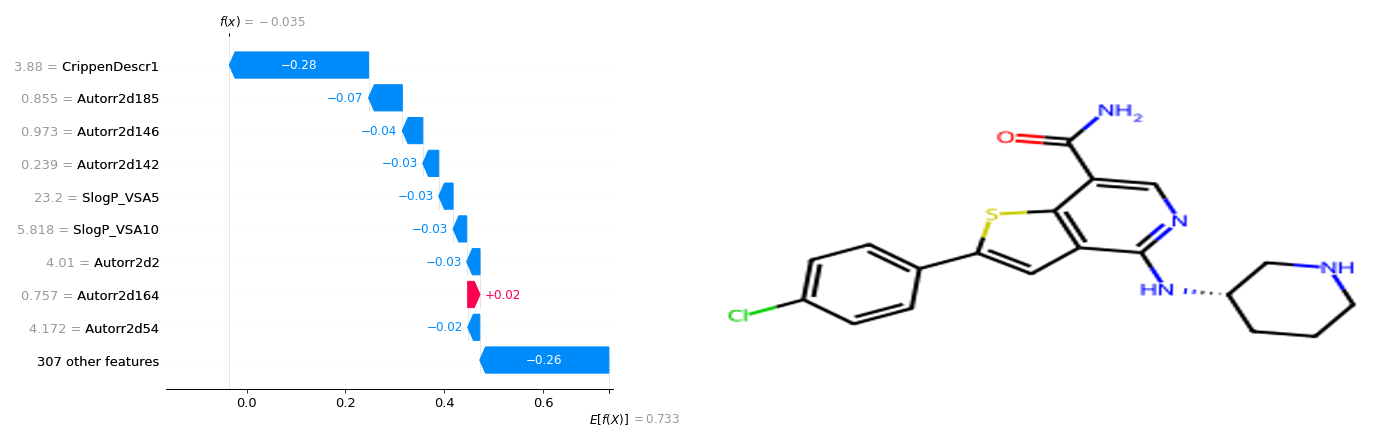 f(x) = −0.035
3.88 = CrippenDescr1
−0.28
0.855 = Autorr2d185
−0.07
0.973 = Autorr2d146
−0.04
0.239 = Autorr2d142
−0.03
23.2 = SlogP_VSA5
−0.03
5.818 = SlogP_VSA10
−0.03
4.01 = Autorr2d2
−0.03
0.757 = Autorr2d164
+0.02
4.172 = Autorr2d54
−0.02
307 other features
−0.26
0.0 0.2 0.4 0.6
E[f(X)] = 0.733
NH2
O
S
N
NH
HN
Cl